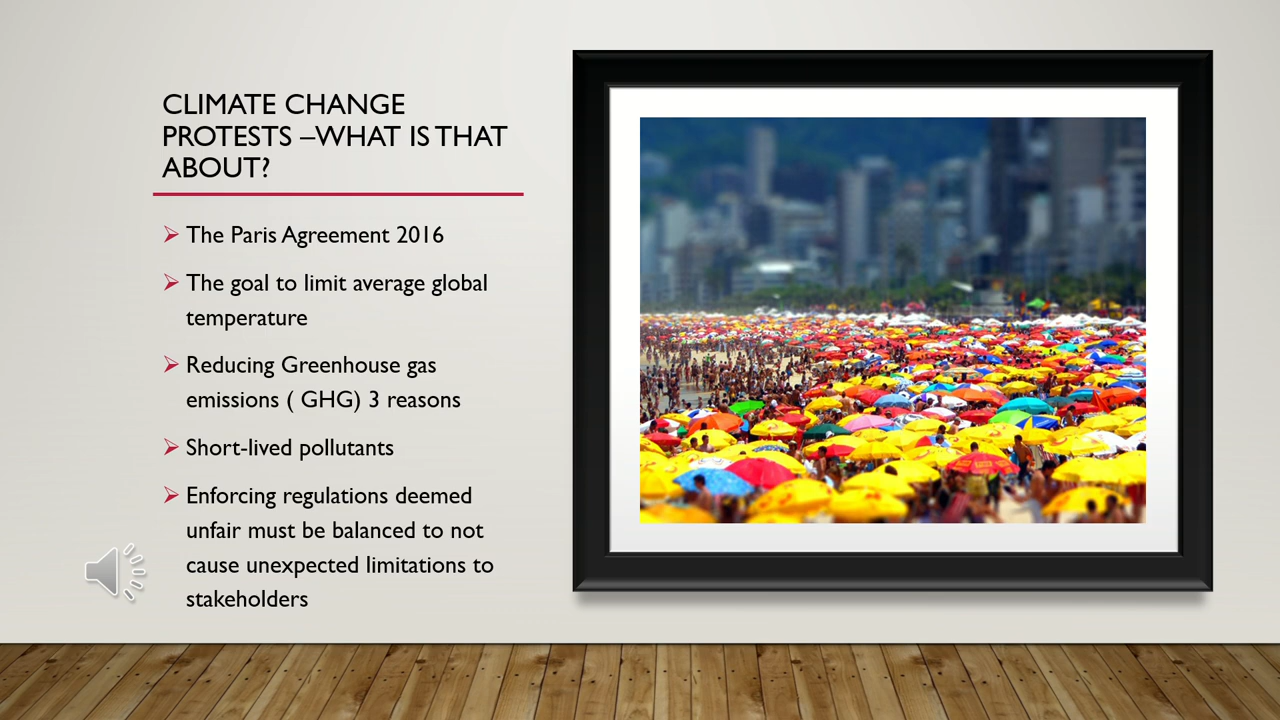 CLIMATE CHANGE
PROTESTS –WHAT IS THAT
ABOUT?
The Paris Agreement 2016
The goal to limit average global
temperature
Reducing Greenhouse gas
emissions ( GHG) 3 reasons
Short-lived pollutants
Enforcing regulations deemed
unfair must be balanced to not
cause unexpected limitations to
stakeholders